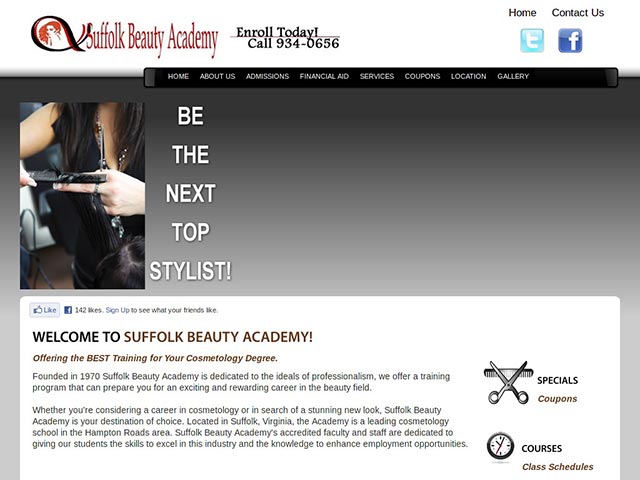 Home Contact Us
Suffolk Beauty Academy
Enroll Today!
Call 934-0656
HOME ABOUT US ADMISSIONS FINANCIAL AID SERVICES COUPONS LOCATION GALLERY
BE
THE
NEXT
TOP
STYLIST!
Like 142 likes. Sign Up to see what your friends like.
WELCOME TO SUFFOLK BEAUTY ACADEMY!
Offering the BEST Training for Your Cosmetology Degree.
Founded in 1970 Suffolk Beauty Academy is dedicated to the ideals of professionalism, we offer a training
program that can prepare you for an exciting and rewarding career in the beauty field.
Whether you're considering a career in cosmetology or in search of a stunning new look, Suffolk Beauty
Academy is your destination of choice. Located in Suffolk, Virginia, the Academy is a leading cosmetology
school in the Hampton Roads area. Suffolk Beauty Academy's accredited faculty and staff are dedicated to
giving our students the skills to excel in this industry and the knowledge to enhance employment opportunities.
SPECIALS
Coupons
COURSES
Class Schedules